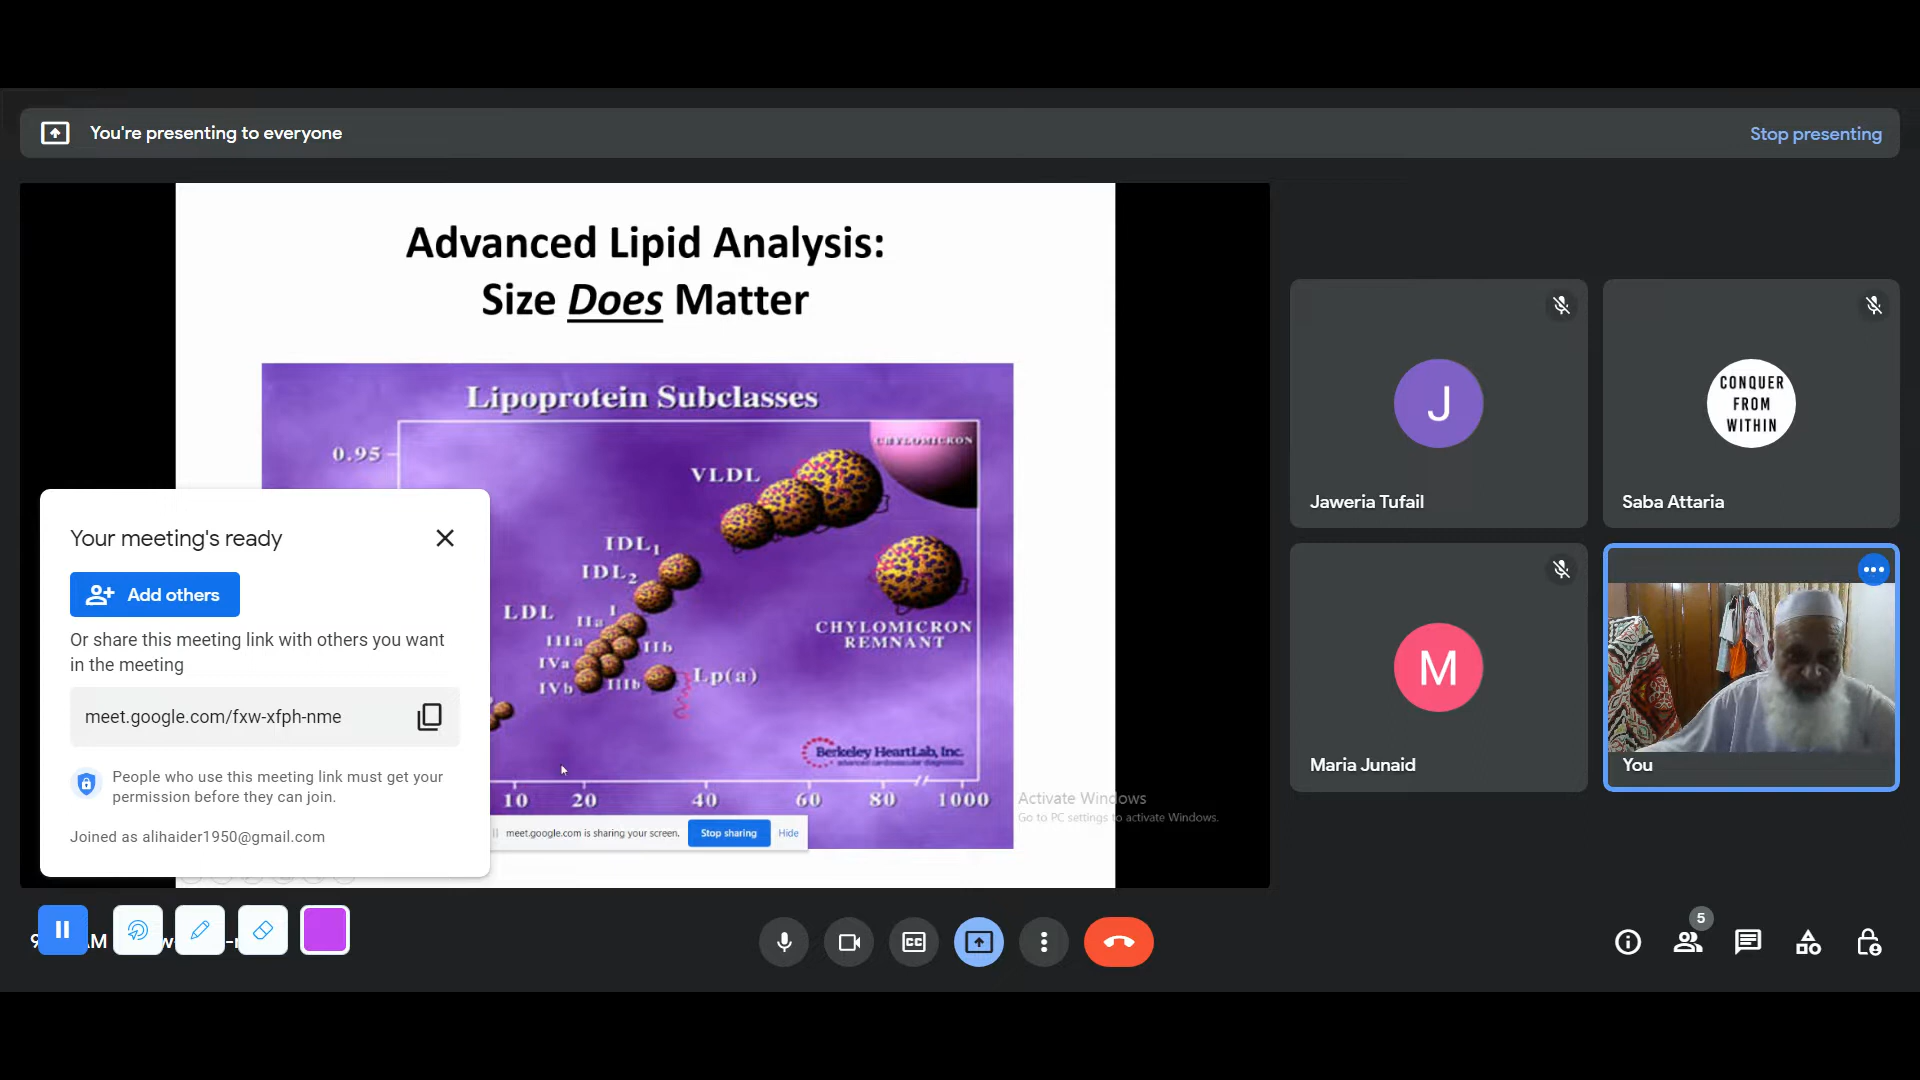 You're presenting to everyone
Stop presenting
Advanced Lipid Analysis:
Size Does Matter
Lipoprotein Subclasses
CHYLOMICRON
0.95
VLDL
IDL1
IDL2
LDL
I
IIa
IIIa
IIb
IVa
IVb
IIIb
Lp(a)
CHYLOMICRON
REMNANT
Berkeley HeartLab, Inc.
advanced cardiovascular diagnostics
10 20 40 60 80 1000
Your meeting's ready
Add others
Or share this meeting link with others you want
in the meeting
meet.google.com/fxw-xfph-nme
People who use this meeting link must get your
permission before they can join.
Joined as alihaider1950@gmail.com
meet.google.com is sharing your screen.
Stop sharing
Hide
Activate Windows
Go to PC settings to activate Windows.
J
Jaweria Tufail
CONQUER
FROM
WITHIN
Saba Attaria
M
Maria Junaid
You
AM
CC
5